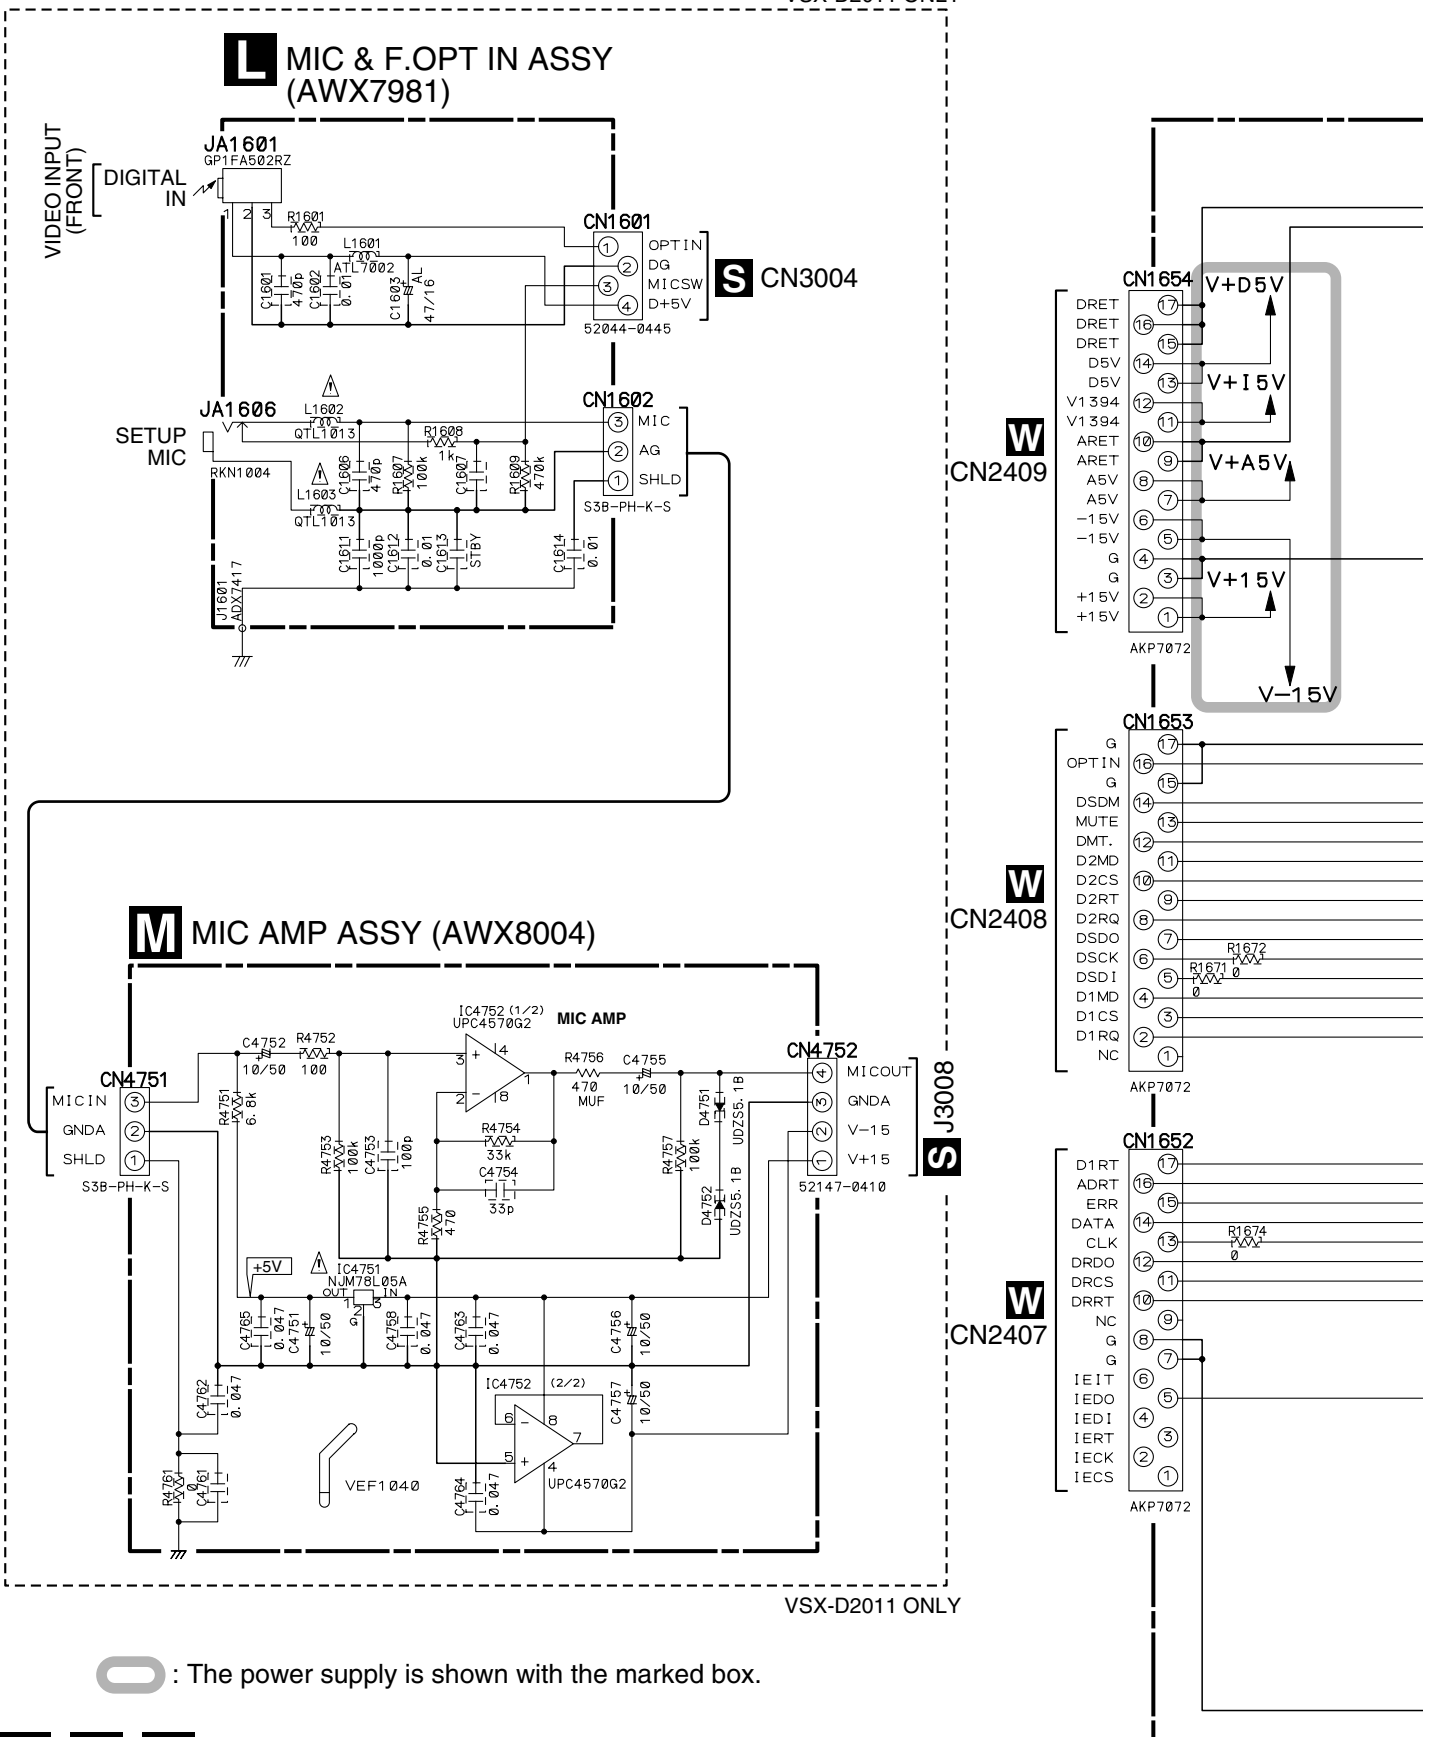 L MIC & F.OPT IN ASSY
(AWX7981)
VIDEO INPUT
(FRONT)
DIGITAL
IN
JA1601
GP1FA502RZ
1 2 3
R1601
100
L1601
ATL7002
C1601
470p
C1602
0.01
C1603
47/16
AL
CN1601
1 OPTIN
2 DG
3 MICSW
4 D+5V
52044-0445
S CN3004
SETUP
MIC
JA1606
RKN1004
L1602
QTL1013
L1603
QTL1013
C1606
470p
R1607
100k
R1608
1k
C1607
R1609
470k
CN1602
3 MIC
2 AG
1 SHLD
S3B-PH-K-S
C1611
1000p
C1612
0.01
C1613
STBY
C1614
0.01
J1601
ADX7417
M MIC AMP ASSY (AWX8004)
CN4751
MICIN 3
GNDA 2
SHLD 1
S3B-PH-K-S
C4752
10/50
R4752
100
R4751
6.8k
R4753
100k
C4753
100p
IC4752 (1/2)
UPC4570G2
MIC AMP
3 + 4
2 - 8
1
R4754
33k
C4754
33p
R4755
470
R4756
470
MUF
C4755
10/50
R4757
100k
D4751
UDZS5.1B
D4752
UDZS5.1B
CN4752
4 MICOUT
3 GNDA
2 V-15
1 V+15
52147-0410
S J3008
+5V
IC4751
NJM78L05A
OUT 1 3 IN
2
G
C4765
0.047
C4751
10/50
C4758
0.047
C4763
0.047
C4756
10/50
C4757
10/50
C4762
0.047
R4761
0
C4761
C4764
0.047
IC4752 (2/2)
6 - 8
7
5 + 4
UPC4570G2
VEF1040
VSX-D2011 ONLY
: The power supply is shown with the marked box.
W
CN2409
CN1654
DRET 17
DRET 16
DRET 15
D5V 14
D5V 13
V1394 12
V1394 11
ARET 10
ARET 9
A5V 8
A5V 7
-15V 6
-15V 5
G 4
G 3
+15V 2
+15V 1
AKP7072
V+D5V
V+I5V
V+A5V
V+15V
V-15V
W
CN2408
CN1653
G 17
OPTIN 16
G 15
DSDM 14
MUTE 13
DMT. 12
D2MD 11
D2CS 10
D2RT 9
D2RQ 8
DSDO 7
DSCK 6
DSDI 5
D1MD 4
D1CS 3
D1RQ 2
NC 1
AKP7072
R1672
0
R1671
0
W
CN2407
CN1652
D1RT 17
ADRT 16
ERR 15
DATA 14
CLK 13
DRDO 12
DRCS 11
DRRT 10
NC 9
G 8
G 7
IEIT 6
IEDO 5
IEDI 4
IERT 3
IECK 2
IECS 1
AKP7072
R1674
0